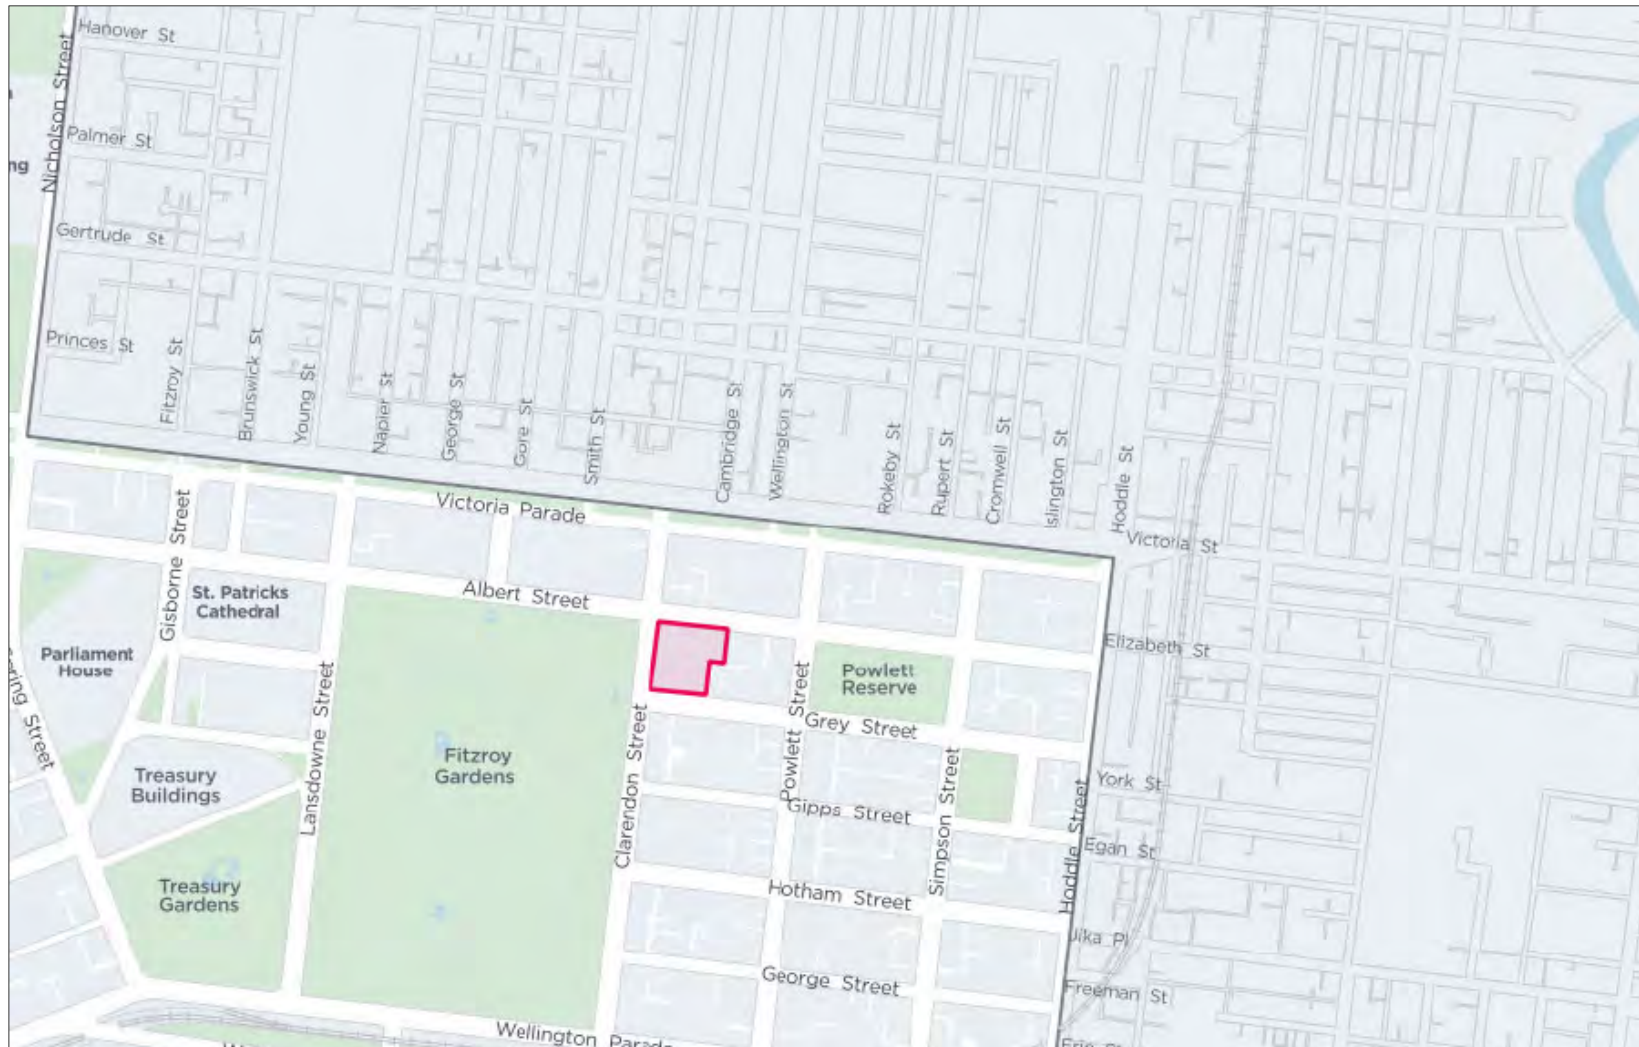 Hanover St
Nicholson Street
Palmer St
ng
Gertrude St
Princes St
Fitzroy St
Brunswick St
Young St
Napier St
George St
Gore St
Smith St
Cambridge St
Wellington St
Rokeby St
Rupert St
Cromwell St
Islington St
Hoddle St
Victoria St
Victoria Parade
Gisborne Street
Albert Street
St. Patricks
Cathedral
Parliament
House
Elizabeth St
Powlett
Reserve
Lansdowne Street
Clarendon Street
Powlett Street
Grey Street
Fitzroy
Gardens
Treasury
Buildings
York St
Gipps Street
Simpson Street
Hoddle Street
Egan St
Treasury
Gardens
Hotham Street
Jika Pl
George Street
Freeman St
Wellington Parade